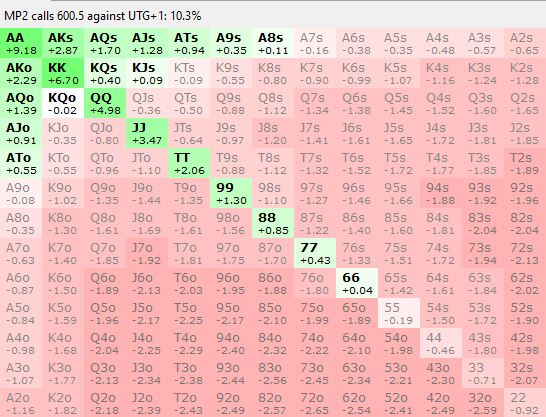 MP2 calls 600.5 against UTG+1: 10.3%
AA AKs AQs AJs ATs A9s A8s A7s A6s A5s A4s A3s A2s
+9.18 +2.87 +1.70 +1.28 +0.94 +0.35 +0.11 -0.16 -0.38 -0.35 -0.48 -0.57 -0.65
AKo KK KQs KJs KTs K9s K8s K7s K6s K5s K4s K3s K2s
+2.29 +6.70 +0.40 +0.09 -0.09 -0.55 -0.80 -0.90 -0.99 -1.07 -1.16 -1.24 -1.28
AQo KQo QQ QJs QTs Q9s Q8s Q7s Q6s Q5s Q4s Q3s Q2s
+1.39 -0.02 +4.98 -0.36 -0.50 -0.88 -1.12 -1.34 -1.38 -1.45 -1.52 -1.60 -1.65
AJo KJo QJo JJ JTs J9s J8s J7s J6s J5s J4s J3s J2s
+0.91 -0.35 -0.80 +3.47 -0.64 -0.97 -1.20 -1.41 -1.61 -1.65 -1.72 -1.81 -1.85
ATo KTo QTo JTo TT T9s T8s T7s T6s T5s T4s T3s T2s
+0.55 -0.55 -0.96 -1.10 +2.06 -0.88 -1.12 -1.32 -1.52 -1.72 -1.77 -1.85 -1.89
A9o K9o Q9o J9o T9o 99 98s 97s 96s 95s 94s 93s 92s
-0.08 -1.02 -1.35 -1.44 -1.35 +1.30 -1.10 -1.27 -1.46 -1.66 -1.88 -1.92 -1.96
A8o K8o Q8o J8o T8o 98o 88 87s 86s 85s 84s 83s 82s
-0.35 -1.30 -1.61 -1.69 -1.61 -1.56 +0.85 -1.22 -1.40 -1.60 -1.81 -2.04 -2.04
A7o K7o Q7o J7o T7o 97o 87o 77 76s 75s 74s 73s 72s
-0.63 -1.40 -1.85 -1.92 -1.81 -1.75 -1.70 +0.43 -1.33 -1.51 -1.72 -1.94 -2.13
A6o K6o Q6o J6o T6o 96o 86o 76o 66 65s 64s 63s 62s
-0.87 -1.50 -1.89 -2.13 -2.03 -1.95 -1.88 -1.80 +0.04 -1.42 -1.61 -1.84 -2.02
A5o K5o Q5o J5o T5o 95o 85o 75o 65o 55 54s 53s 52s
-0.84 -1.59 -1.96 -2.17 -2.25 -2.17 -2.10 -1.99 -1.89 -0.19 -1.50 -1.72 -1.90
A4o K4o Q4o J4o T4o 94o 84o 74o 64o 54o 44 43s 42s
-0.98 -1.68 -2.04 -2.25 -2.29 -2.40 -2.32 -2.22 -2.10 -1.98 -0.46 -1.80 -1.98
A3o K3o Q3o J3o T3o 93o 83o 73o 63o 53o 43o 33 32s
-1.07 -1.77 -2.13 -2.34 -2.38 -2.44 -2.56 -2.45 -2.34 -2.21 -2.30 -0.71 -2.07
A2o K2o Q2o J2o T2o 92o 82o 72o 62o 52o 42o 32o 22
-1.16 -1.82 -2.18 -2.39 -2.43 -2.49 -2.57 -2.65 -2.54 -2.41 -2.49 -2.59 -0.92